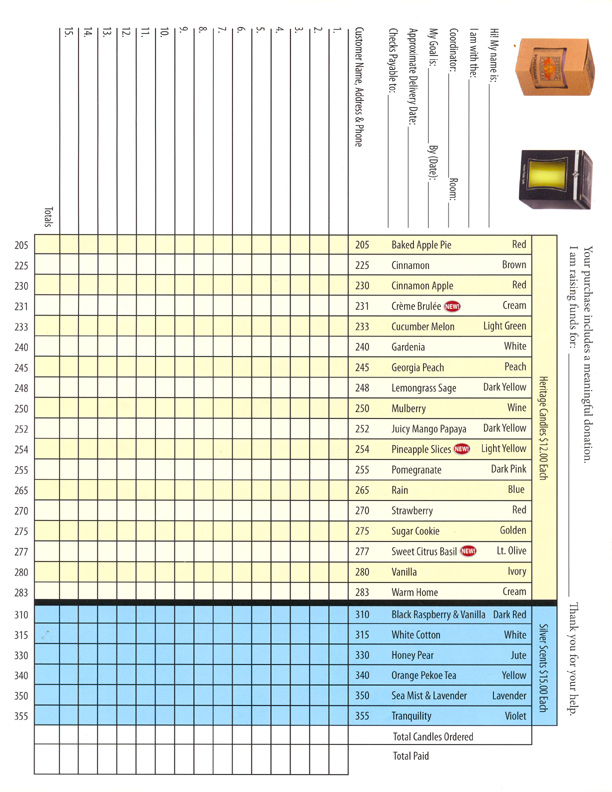 Your purchase includes a meaningful donation.
I am raising funds for: Thank you for your help.
Hi! My name is:
I am with the:
Coordinator: Room:
My Goal is: By (Date):
Approximate Delivery Date:
Checks Payable to:
Customer Name, Address & Phone
1.
2.
3.
4.
5.
6.
7.
8.
9.
10.
11.
12.
13.
14.
15.
Totals
Heritage Candles $12.00 Each
205 205 Baked Apple Pie Red
225 225 Cinnamon Brown
230 230 Cinnamon Apple Red
231 231 Crème Brulée NEW! Cream
233 233 Cucumber Melon Light Green
240 240 Gardenia White
245 245 Georgia Peach Peach
248 248 Lemongrass Sage Dark Yellow
250 250 Mulberry Wine
252 252 Juicy Mango Papaya Dark Yellow
254 254 Pineapple Slices NEW! Light Yellow
255 255 Pomegranate Dark Pink
265 265 Rain Blue
270 270 Strawberry Red
275 275 Sugar Cookie Golden
277 277 Sweet Citrus Basil NEW! Lt. Olive
280 280 Vanilla Ivory
283 283 Warm Home Cream
Silver Scents $15.00 Each
310 310 Black Raspberry & Vanilla Dark Red
315 315 White Cotton White
330 330 Honey Pear Jute
340 340 Orange Pekoe Tea Yellow
350 350 Sea Mist & Lavender Lavender
355 355 Tranquility Violet
Total Candles Ordered
Total Paid